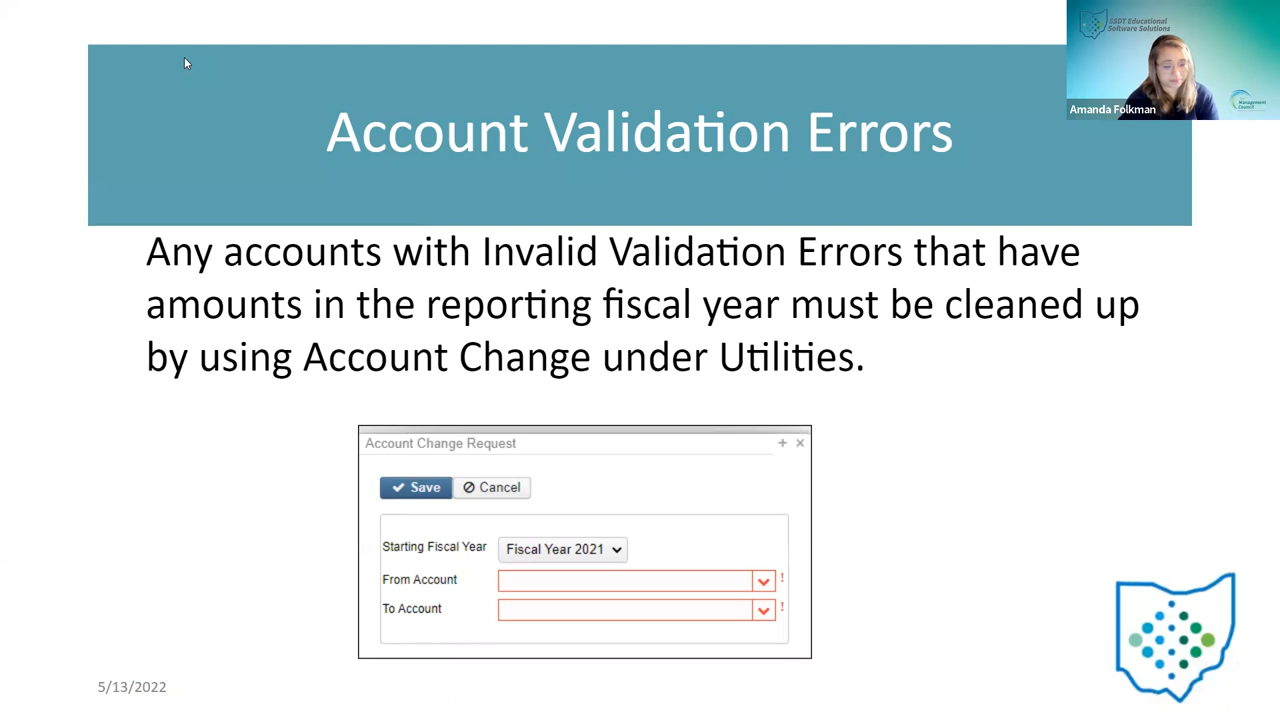 SSDT Educational
Software Solutions
Amanda Folkman
Management
Council
Account Validation Errors
Any accounts with Invalid Validation Errors that have
amounts in the reporting fiscal year must be cleaned up
by using Account Change under Utilities.
Account Change Request
Save Cancel
Starting Fiscal Year Fiscal Year 2021
From Account !
To Account !
5/13/2022